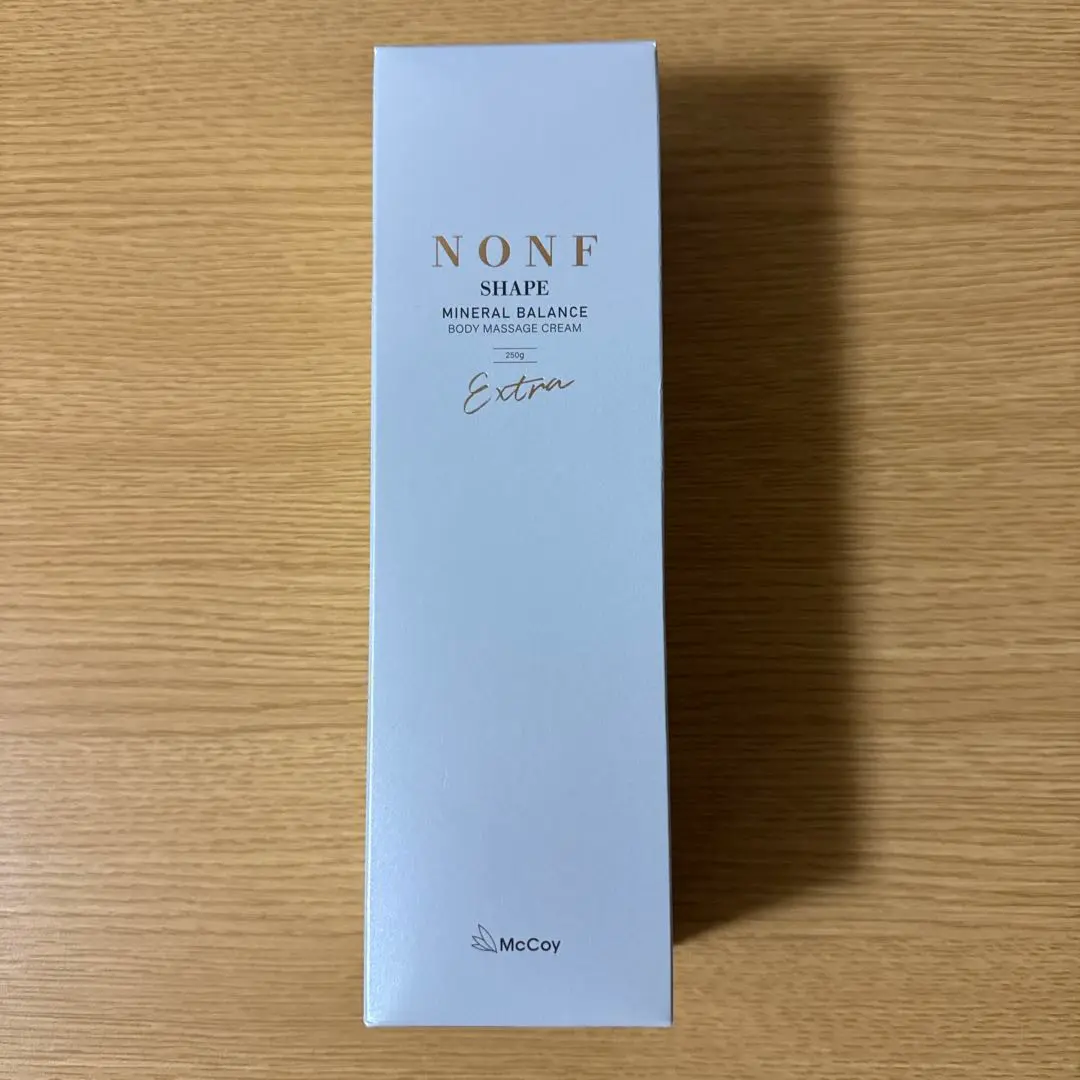 NONF
SHAPE
MINERAL BALANCE
BODY MASSAGE CREAM
250g
Extra
McCoy